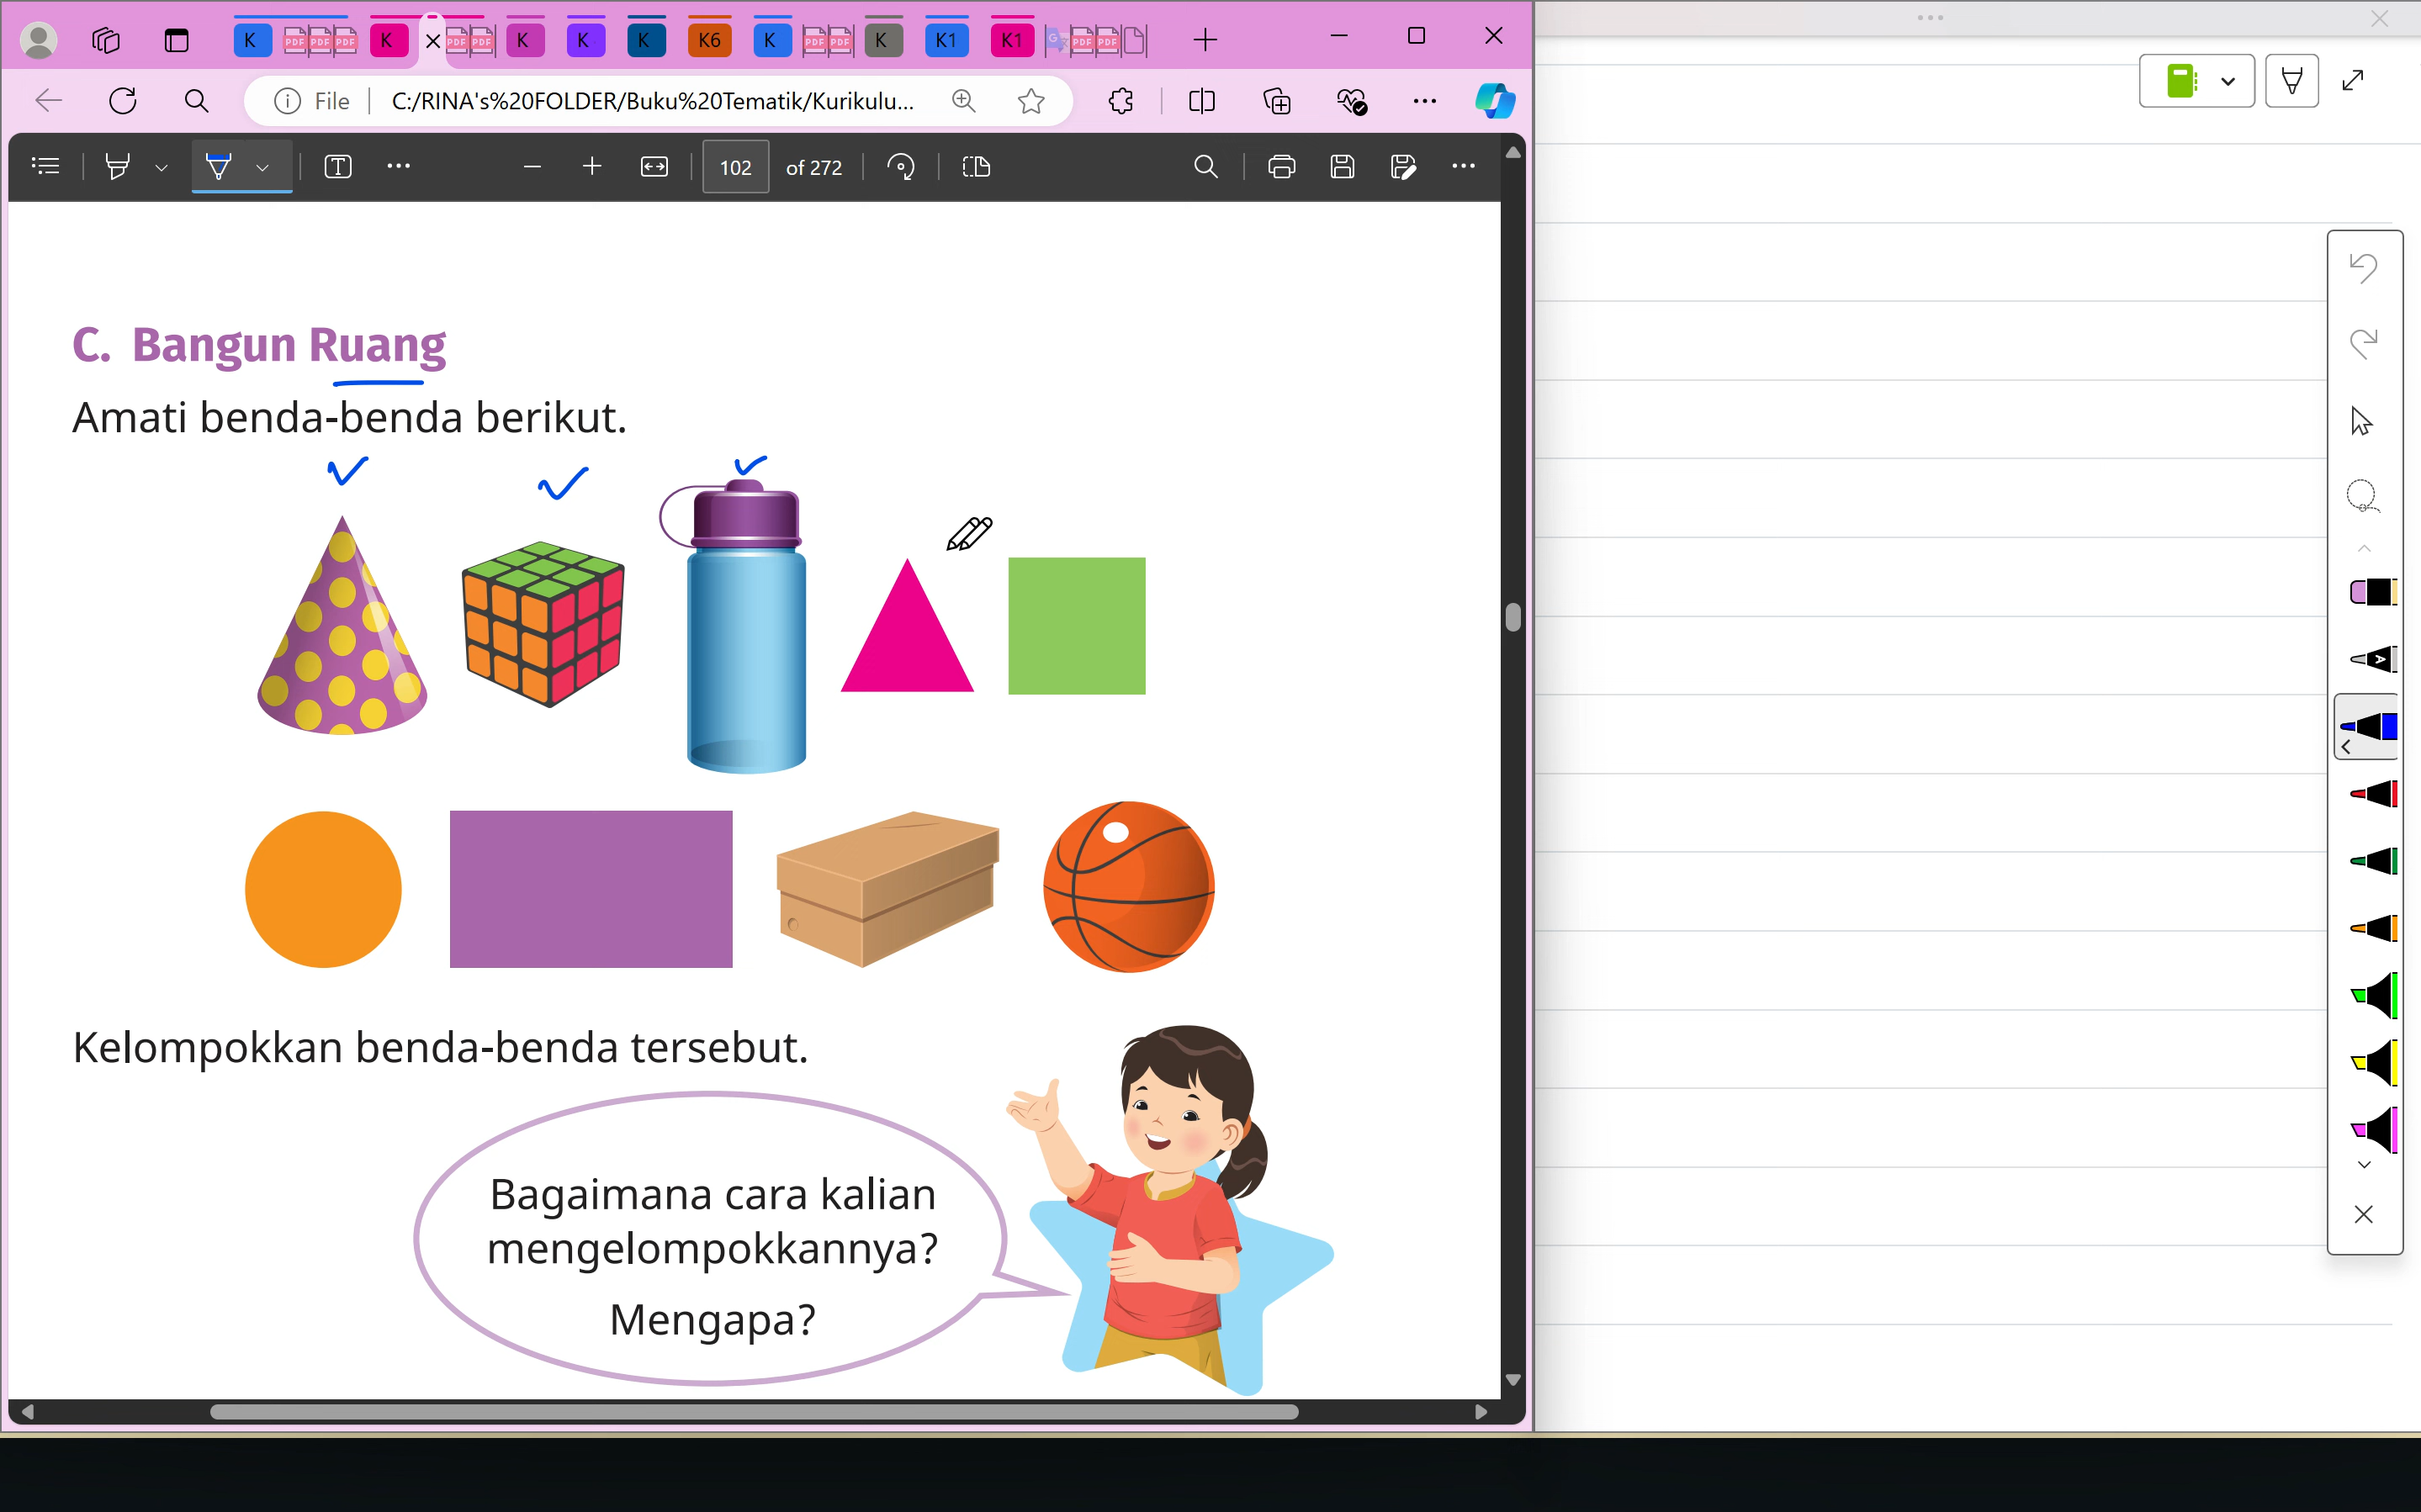 K
K
K
K
K
K6
K
K
K1
K1
File
C:/RINA's%20FOLDER/Buku%20Tematik/Kurikulu...
102
of 272
C. Bangun Ruang
Amati benda-benda berikut.
Kelompokkan benda-benda tersebut.
Bagaimana cara kalian
mengelompokkannya?
Mengapa?